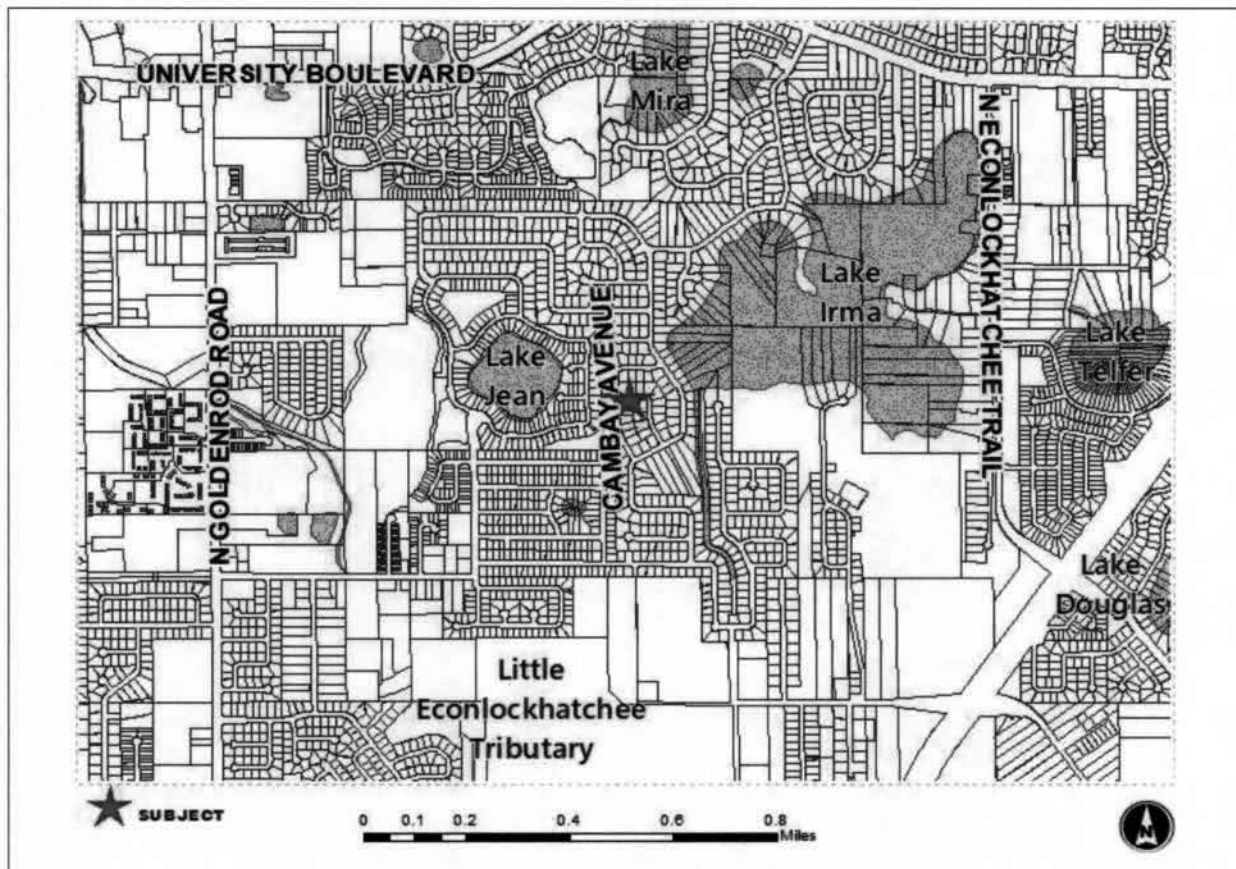 UNIVERSITY BOULEVARD
Lake
Mira
N ECONLOCKHATCHEE TRAIL
N GOLDENROD ROAD
CAMBAY AVENUE
Lake
Irma
Lake
Jean
Lake
Telfer
Lake
Douglas
Little
Econlockhatchee
Tributary
SUBJECT
0 0.1 0.2 0.4 0.6 0.8
Miles
N